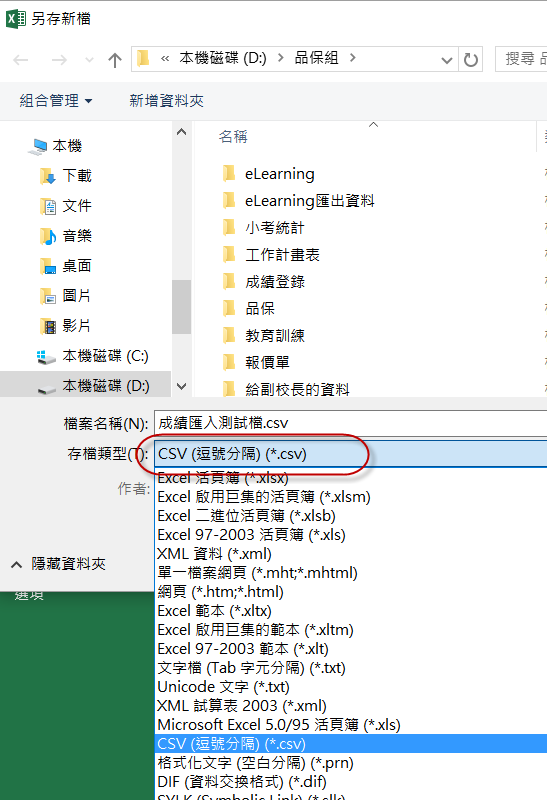 另存新檔
« 本機磁碟 (D:) > 品保組 >
搜尋 品
組合管理 新增資料夾
名稱
本機
下載
文件
音樂
桌面
圖片
影片
本機磁碟 (C:)
本機磁碟 (D:)
eLearning
eLearning匯出資料
小考統計
工作計畫表
成績登錄
品保
教育訓練
報價單
給副校長的資料
檔案名稱(N): 成績匯入測試檔.csv
存檔類型(T): CSV (逗號分隔) (*.csv)
作者:
隱藏資料夾
選項
Excel 活頁簿 (*.xlsx)
Excel 啟用巨集的活頁簿 (*.xlsm)
Excel 二進位活頁簿 (*.xlsb)
Excel 97-2003 活頁簿 (*.xls)
XML 資料 (*.xml)
單一檔案網頁 (*.mht;*.mhtml)
網頁 (*.htm;*.html)
Excel 範本 (*.xltx)
Excel 啟用巨集的範本 (*.xltm)
Excel 97-2003 範本 (*.xlt)
文字檔 (Tab 字元分隔) (*.txt)
Unicode 文字 (*.txt)
XML 試算表 2003 (*.xml)
Microsoft Excel 5.0/95 活頁簿 (*.xls)
CSV (逗號分隔) (*.csv)
格式化文字 (空白分隔) (*.prn)
DIF (資料交換格式) (*.dif)
SYLK (Symbolic Link) (*.slk)